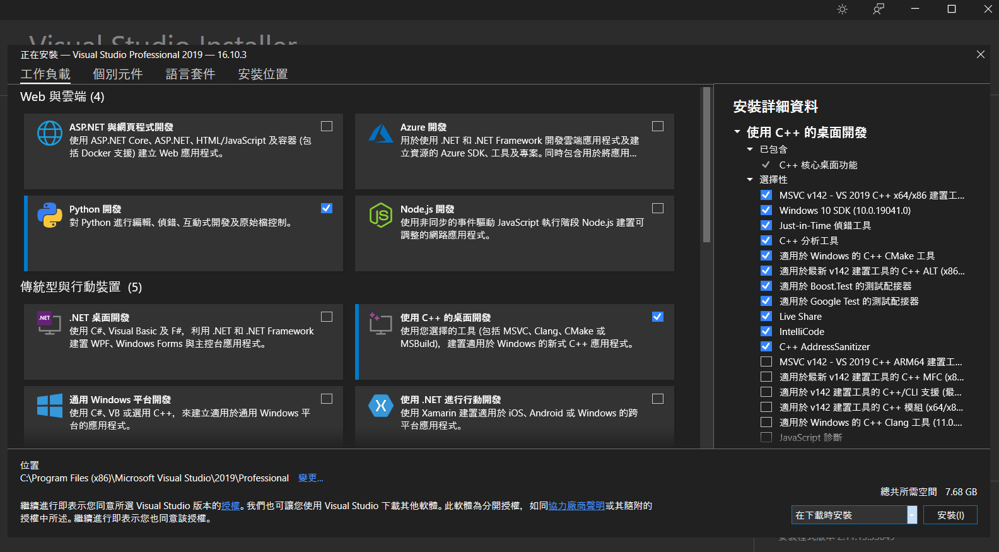 Visual Studio Installer
正在安裝 — Visual Studio Professional 2019 — 16.10.3
工作負載 個別元件 語言套件 安裝位置
Web 與雲端 (4)
ASP.NET 與網頁程式開發
使用 ASP.NET Core、ASP.NET、HTML/JavaScript 及容器 (包
括 Docker 支援) 建立 Web 應用程式。
Azure 開發
用於使用 .NET 和 .NET Framework 開發雲端應用程式及建
立資源的 Azure SDK、工具及專案。同時包含用於將應用...
Python 開發
對 Python 進行編輯、偵錯、互動式開發及原始檔控制。
Node.js 開發
使用非同步的事件驅動 JavaScript 執行階段 Node.js 建置可
調整的網路應用程式。
傳統型與行動裝置 (5)
.NET
.NET 桌面開發
使用 C#、Visual Basic 及 F#，利用 .NET 和 .NET Framework
建置 WPF、Windows Forms 與主控台應用程式。
使用 C++ 的桌面開發
使用您選擇的工具 (包括 MSVC、Clang、CMake 或
MSBuild)，建置適用於 Windows 的新式 C++ 應用程式。
通用 Windows 平台開發
使用 C#、VB 或選用 C++，來建立適用於通用 Windows 平
台的應用程式。
使用 .NET 進行行動開發
使用 Xamarin 建置適用於 iOS、Android 或 Windows 的跨
平台應用程式。
安裝詳細資料
使用 C++ 的桌面開發
已包含
C++ 核心桌面功能
選擇性
MSVC v142 - VS 2019 C++ x64/x86 建置工...
Windows 10 SDK (10.0.19041.0)
Just-in-Time 偵錯工具
C++ 分析工具
適用於 Windows 的 C++ CMake 工具
適用於最新 v142 建置工具的 C++ ALT (x86...
適用於 Boost.Test 的測試配接器
適用於 Google Test 的測試配接器
Live Share
IntelliCode
C++ AddressSanitizer
MSVC v142 - VS 2019 C++ ARM64 建置工...
適用於最新 v142 建置工具的 C++ MFC (x8...
適用於 v142 建置工具的 C++/CLI 支援 (最...
適用於 v142 建置工具的 C++ 模組 (x64/x8...
適用於 Windows 的 C++ Clang 工具 (11.0....
JavaScript 診斷
位置
C:\Program Files (x86)\Microsoft Visual Studio\2019\Professional 變更...
繼續進行即表示您同意所選 Visual Studio 版本的授權。我們也可讓您使用 Visual Studio 下載其他軟體。此軟體為分開授權，如同協力廠商聲明或其隨附的
授權中所述。繼續進行即表示您也同意該授權。
總共所需空間 7.68 GB
在下載時安裝
安裝(I)